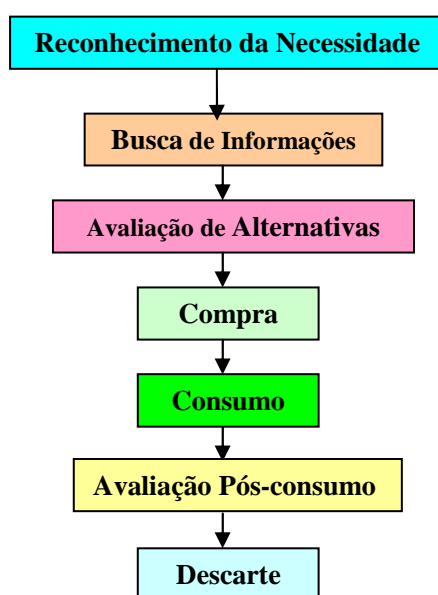 Reconhecimento da Necessidade
Busca de Informações
Avaliação de Alternativas
Compra
Consumo
Avaliação Pós-consumo
Descarte